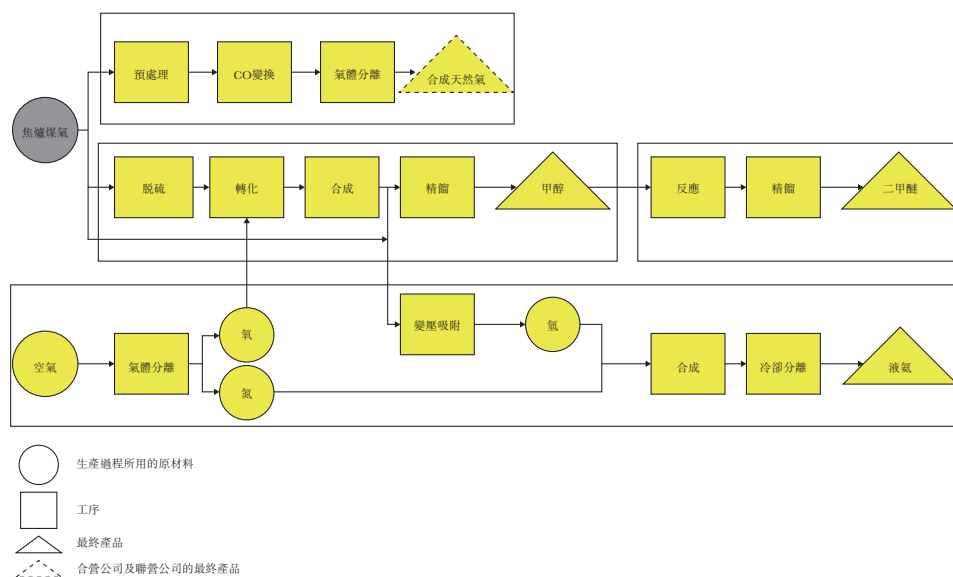 預處理
CO變換
氣體分離
合成天然氣
焦爐煤氣
脱硫
轉化
合成
精餾
甲醇
反應
精餾
二甲醚
空氣
氣體分離
氧
氮
變壓吸附
氫
合成
冷卻分離
液氨
生產過程所用的原材料
工序
最終產品
合營公司及聯營公司的最終產品